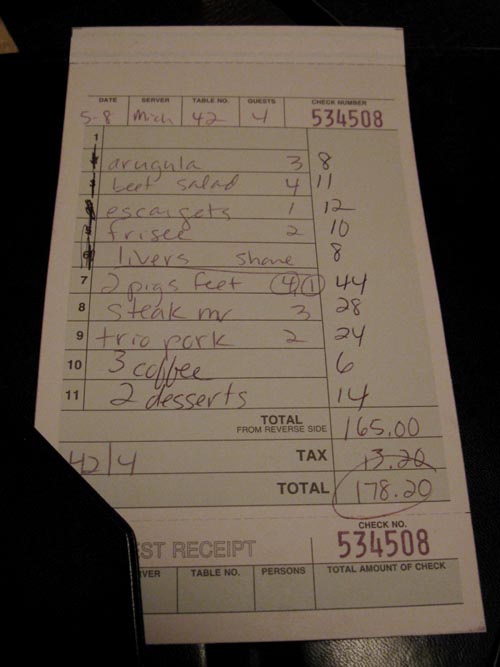 DATE SERVER TABLE NO. GUESTS CHECK NUMBER
5-8 Mich 42 4 534508
1
arugula 3 8
beet salad 4 11
escargets 1 12
frisee 2 10
6 livers share 8
7 2 pigs feet 4 1 44
8 steak mr 3 28
9 trio pork 2 24
10 3 coffee 6
11 2 desserts 14
TOTAL FROM REVERSE SIDE 165.00
42/4 TAX 13.20
TOTAL 178.20
CHECK NO.
EST RECEIPT 534508
VER TABLE NO. PERSONS TOTAL AMOUNT OF CHECK